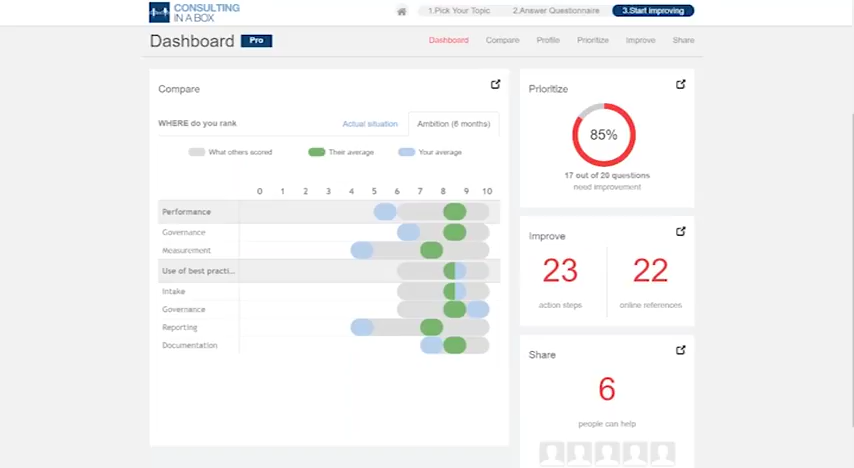 CONSULTING
IN A BOX
1.Pick Your Topic 2.Answer Questionnaire 3.Start improving
Dashboard Pro
Dashboard Compare Profile Prioritize Improve Share
Compare
WHERE do you rank Actual situation Ambition (6 months)
What others scored Their average Your average
0 1 2 3 4 5 6 7 8 9 10
Performance
Governance
Measurement
Use of best practi...
Intake
Governance
Reporting
Documentation
Prioritize
85%
17 out of 20 questions
need improvement
Improve
23 22
action steps online references
Share
6
people can help